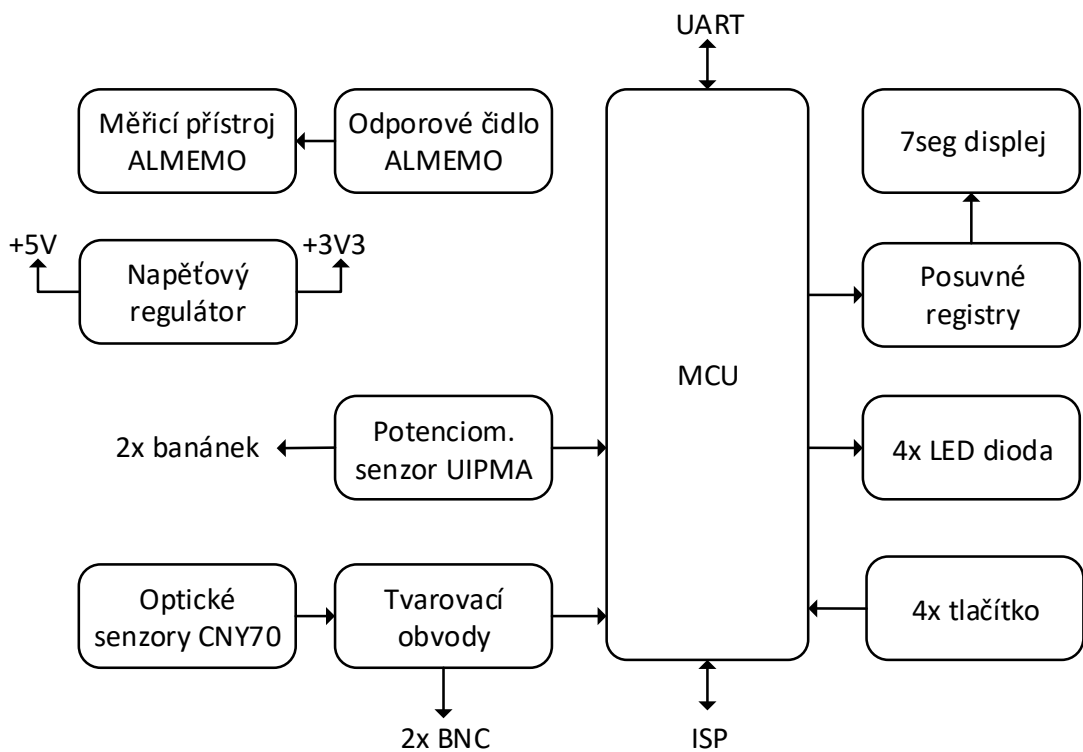 UART
Měřicí přístroj
ALMEMO
Odporové čidlo
ALMEMO
7seg displej
+5V
Napěťový
regulátor
+3V3
Posuvné
registry
MCU
2x banánek
Potenciom.
senzor UIPMA
4x LED dioda
Optické
senzory CNY70
Tvarovací
obvody
4x tlačítko
2x BNC
ISP